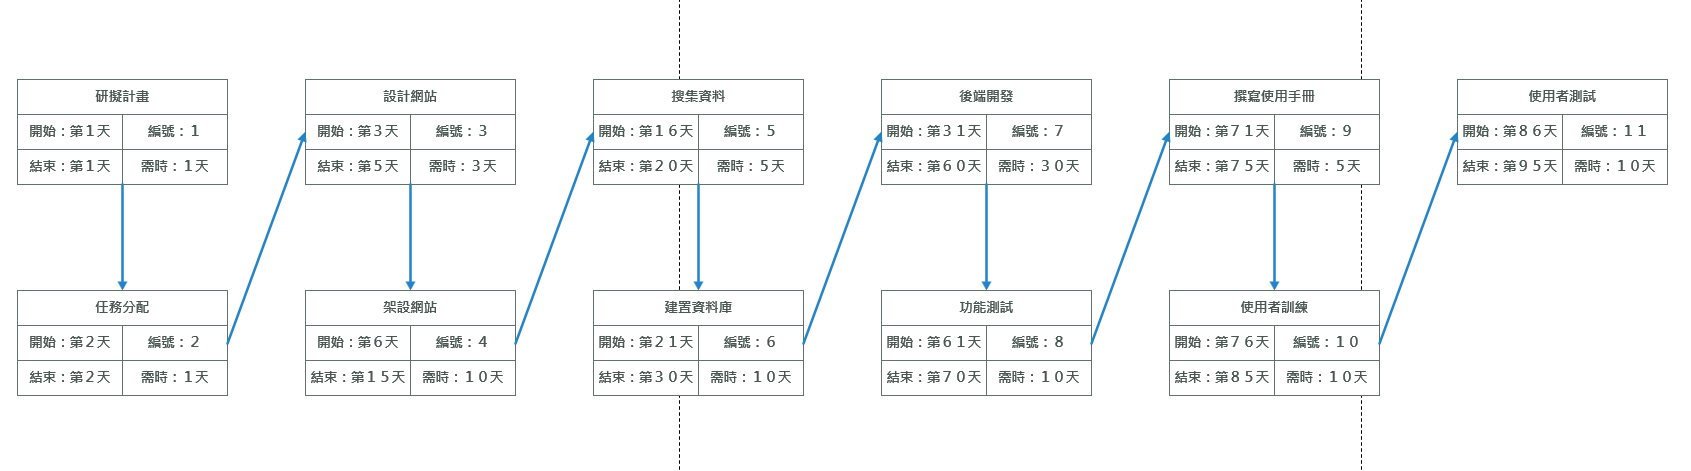 研擬計畫
開始：第１天 編號：１
結束：第１天 需時：１天
任務分配
開始：第２天 編號：２
結束：第２天 需時：１天
設計網站
開始：第３天 編號：３
結束：第５天 需時：３天
架設網站
開始：第６天 編號：４
結束：第１５天 需時：１０天
搜集資料
開始：第１６天 編號：５
結束：第２０天 需時：５天
建置資料庫
開始：第２１天 編號：６
結束：第３０天 需時：１０天
後端開發
開始：第３１天 編號：７
結束：第６０天 需時：３０天
功能測試
開始：第６１天 編號：８
結束：第７０天 需時：１０天
撰寫使用手冊
開始：第７１天 編號：９
結束：第７５天 需時：５天
使用者訓練
開始：第７６天 編號：１０
結束：第８５天 需時：１０天
使用者測試
開始：第８６天 編號：１１
結束：第９５天 需時：１０天